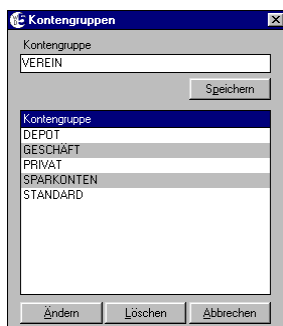 Kontengruppen
Kontengruppe
VEREIN
Speichern
Kontengruppe
DEPOT
GESCHÄFT
PRIVAT
SPARKONTEN
STANDARD
Ändern Löschen Abbrechen